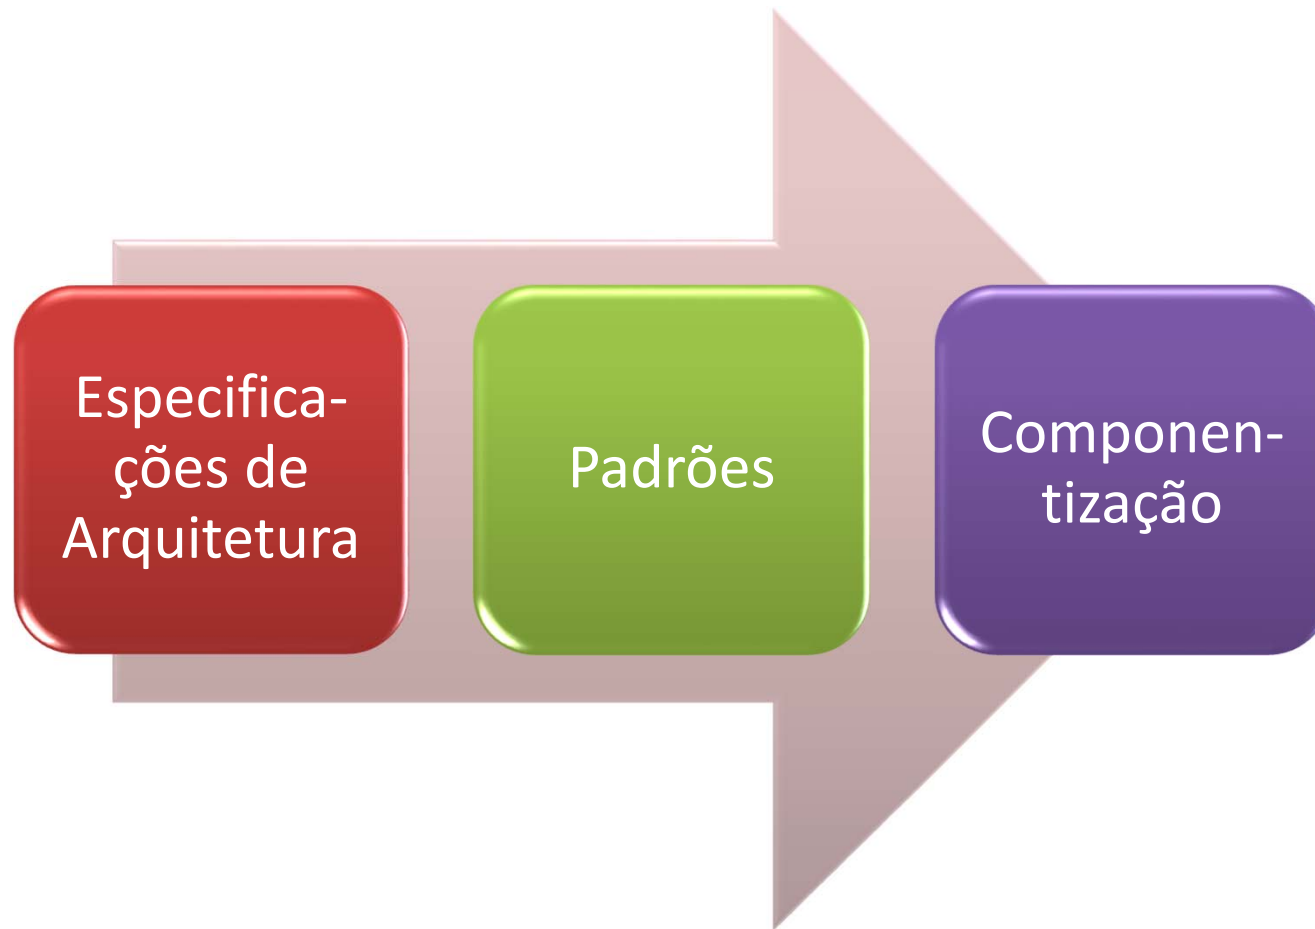 Especifica-
ções de
Arquitetura
Padrões
Componen-
tização